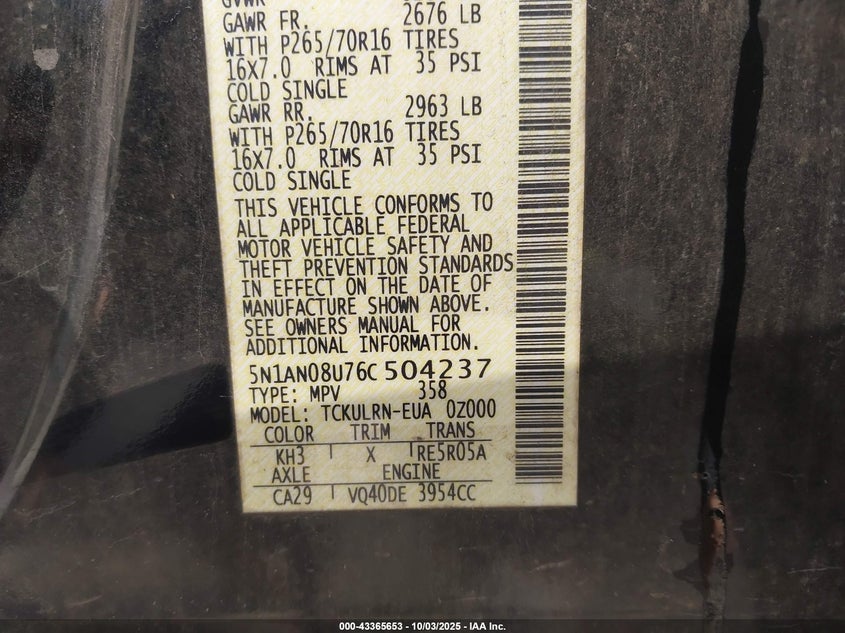 GVWR
GAWR FR. 2676 LB
WITH P265/70R16 TIRES
16X7.0 RIMS AT 35 PSI
COLD SINGLE
GAWR RR. 2963 LB
WITH P265/70R16 TIRES
16X7.0 RIMS AT 35 PSI
COLD SINGLE
THIS VEHICLE CONFORMS TO
ALL APPLICABLE FEDERAL
MOTOR VEHICLE SAFETY AND
THEFT PREVENTION STANDARDS
IN EFFECT ON THE DATE OF
MANUFACTURE SHOWN ABOVE.
SEE OWNERS MANUAL FOR
ADDITIONAL INFORMATION.
5N1AN08U76C504237
TYPE: MPV 358
MODEL: TCKULRN-EUA 0Z000
COLOR TRIM TRANS
KH3 X RE5R05A
AXLE ENGINE
CA29 VQ40DE 3954CC
000-43365653 - 10/03/2025 - IAA Inc.